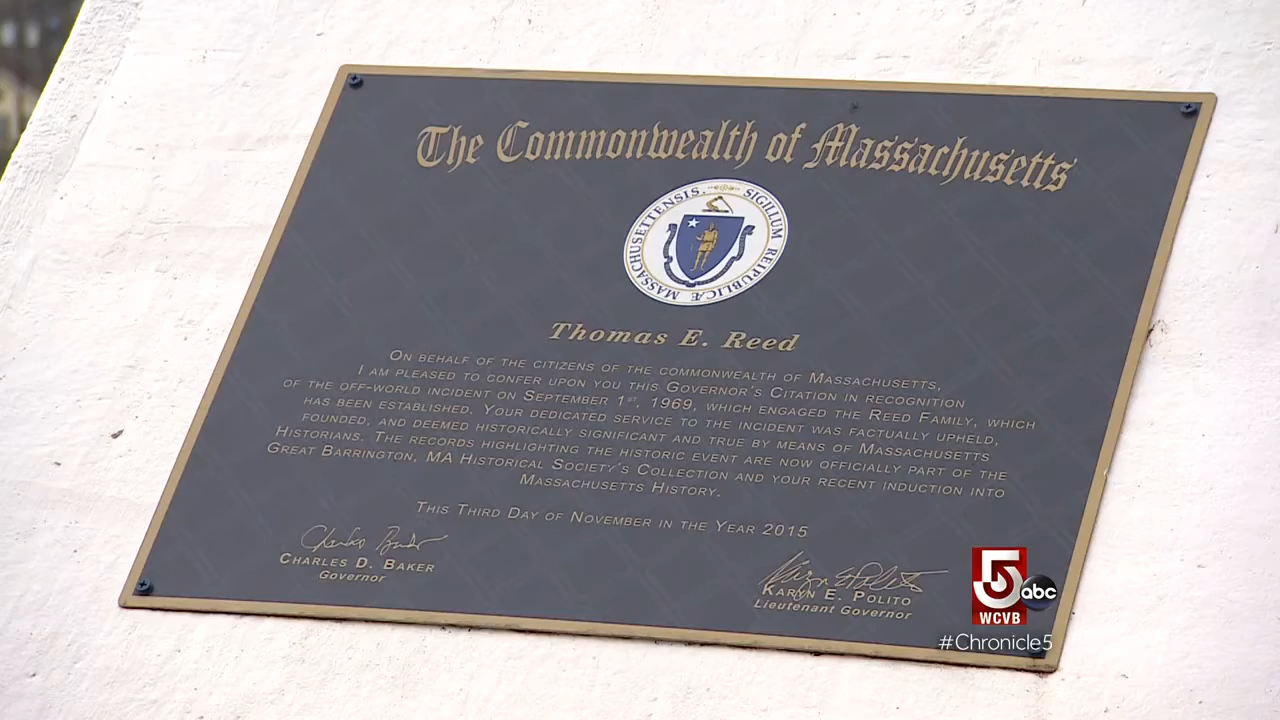 The Commonwealth of Massachusetts
MASSACHUSETTENSIS. SIGILLUM REIPUBLICÆ
Thomas E. Reed
ON BEHALF OF THE CITIZENS OF THE COMMONWEALTH OF MASSACHUSETTS,
I AM PLEASED TO CONFER UPON YOU THIS GOVERNOR'S CITATION IN RECOGNITION
OF THE OFF-WORLD INCIDENT ON SEPTEMBER 1ST, 1969, WHICH ENGAGED THE REED FAMILY, WHICH
HAS BEEN ESTABLISHED. YOUR DEDICATED SERVICE TO THE INCIDENT WAS FACTUALLY UPHELD,
FOUNDED, AND DEEMED HISTORICALLY SIGNIFICANT AND TRUE BY MEANS OF MASSACHUSETTS
HISTORIANS. THE RECORDS HIGHLIGHTING THE HISTORIC EVENT ARE NOW OFFICIALLY PART OF THE
GREAT BARRINGTON, MA HISTORICAL SOCIETY'S COLLECTION AND YOUR RECENT INDUCTION INTO
MASSACHUSETTS HISTORY.
THIS THIRD DAY OF NOVEMBER IN THE YEAR 2015
CHARLES D. BAKER
Governor
KARYN E. POLITO
Lieutenant Governor
5
abc
WCVB
#Chronicle5